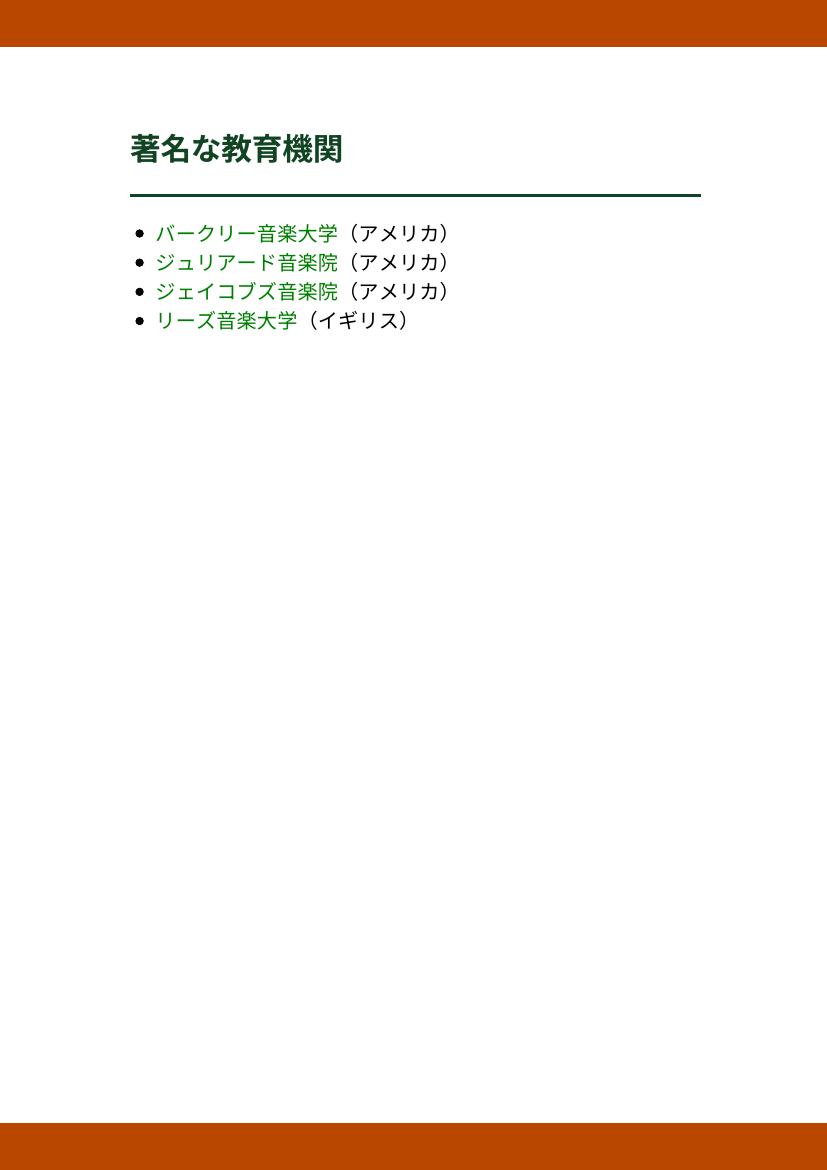 著名な教育機関
バークリー音楽大学（アメリカ）
ジュリアード音楽院（アメリカ）
ジェイコブズ音楽院（アメリカ）
リーズ音楽大学（イギリス）